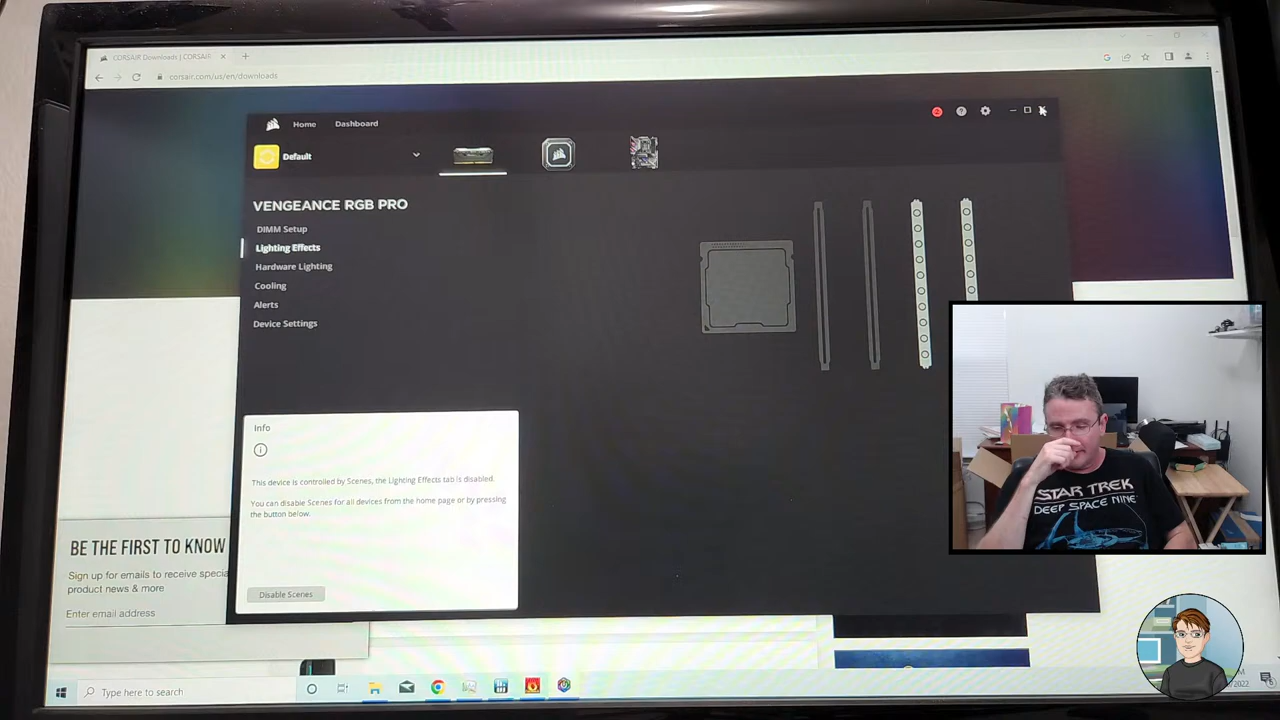 CORSAIR Downloads | CORSAIR
corsair.com/us/en/downloads
Home
Dashboard
Default
VENGEANCE RGB PRO
DIMM Setup
Lighting Effects
Hardware Lighting
Cooling
Alerts
Device Settings
Info
This device is controlled by Scenes, the Lighting Effects tab is disabled.
You can disable Scenes for all devices from the home page or by pressing
the button below.
Disable Scenes
BE THE FIRST TO KNOW
Sign up for emails to receive specia
product news & more
Enter email address
STAR TREK
DEEP SPACE NINE
Type here to search
2022